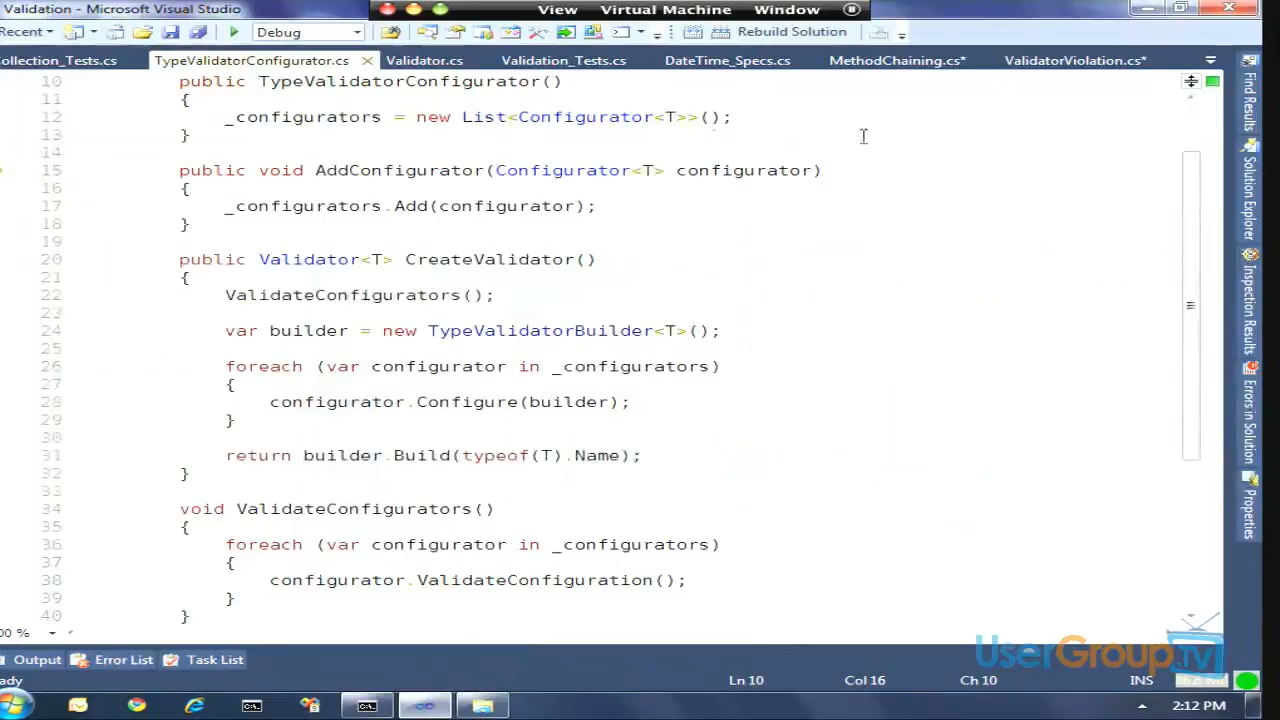 Validation - Microsoft Visual Studio
View Virtual Machine Window
Recent Debug Rebuild Solution
ollection_Tests.cs TypeValidatorConfigurator.cs Validator.cs Validation_Tests.cs DateTime_Specs.cs MethodChaining.cs* ValidatorViolation.cs*
10 public TypeValidatorConfigurator()
11 {
12 _configurators = new List<Configurator<T>>();
13 }
14
15 public void AddConfigurator(Configurator<T> configurator)
16 {
17 _configurators.Add(configurator);
18 }
19
20 public Validator<T> CreateValidator()
21 {
22 ValidateConfigurators();
23
24 var builder = new TypeValidatorBuilder<T>();
25
26 foreach (var configurator in _configurators)
27 {
28 configurator.Configure(builder);
29 }
30
31 return builder.Build(typeof(T).Name);
32 }
33
34 void ValidateConfigurators()
35 {
36 foreach (var configurator in _configurators)
37 {
38 configurator.ValidateConfiguration();
39 }
40 }
Find Results
Solution Explorer
Inspection Results
Errors in Solution
Properties
00 %
UserGroup.tv
Output Error List Task List
ady Ln 10 Col 16 Ch 10 INS
2:12 PM